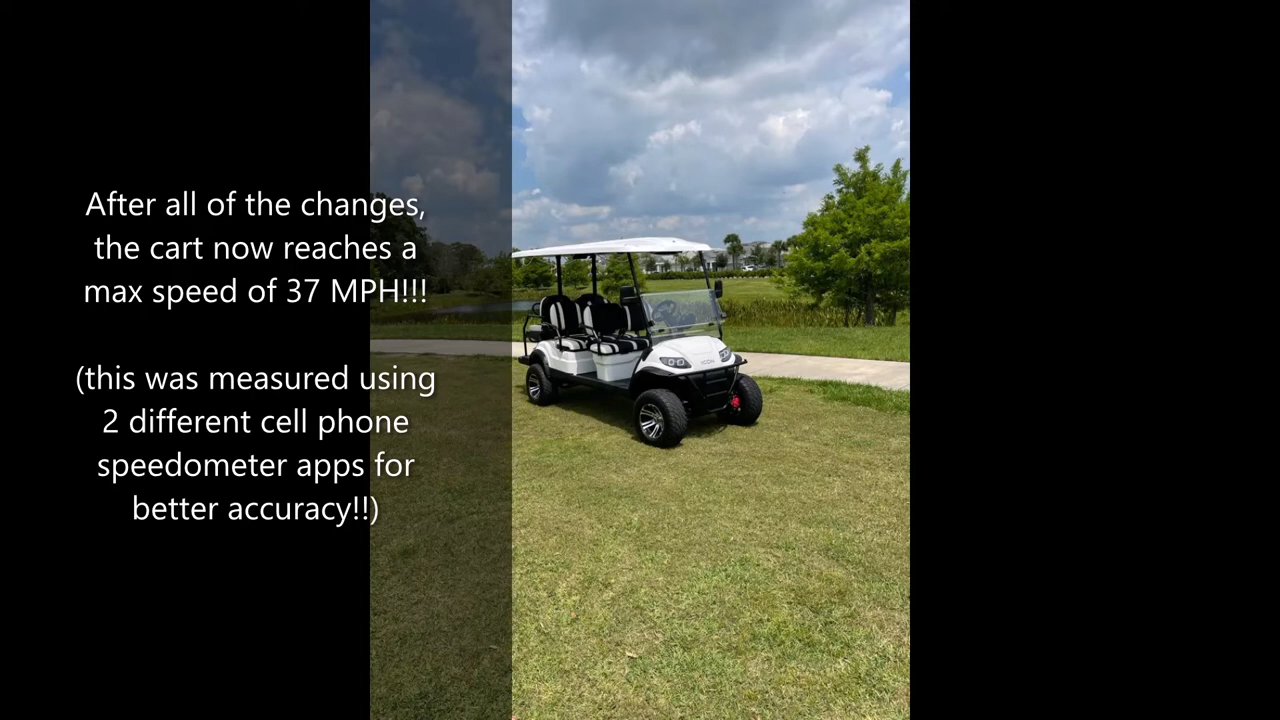 After all of the changes,
the cart now reaches a
max speed of 37 MPH!!!
(this was measured using
2 different cell phone
speedometer apps for
better accuracy!!)
ICON